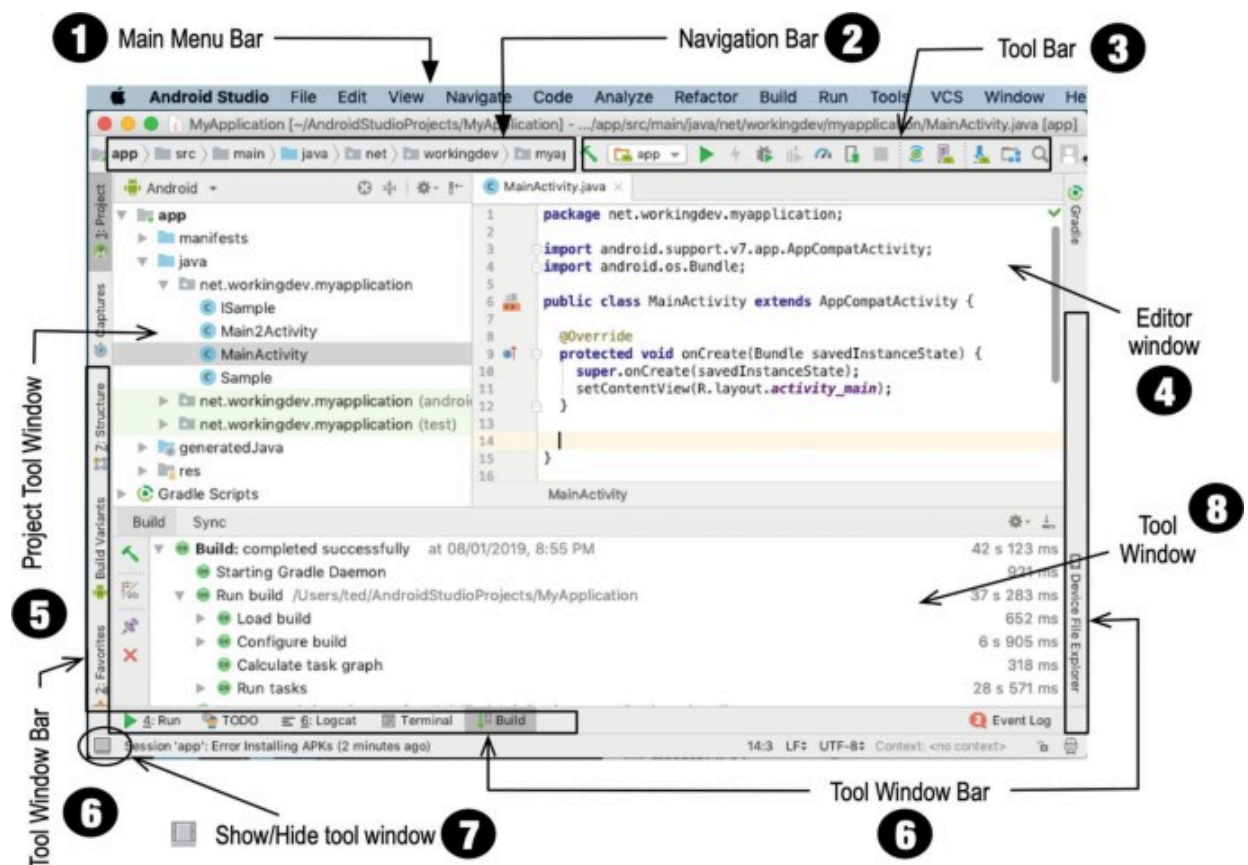 1 Main Menu Bar
Navigation Bar 2
Tool Bar 3
Android Studio File Edit View Navigate Code Analyze Refactor Build Run Tools VCS Window He
MyApplication [~/AndroidStudioProjects/MyApplication] - .../app/src/main/java/net/workingdev/myapplication/MainActivity.java [app]
app src main java net workingdev myap
app
1: Project
Captures
7: Structure
Build Variants
2: Favorites
Android
app
manifests
java
net.workingdev.myapplication
ISample
Main2Activity
MainActivity
Sample
net.workingdev.myapplication (androi
net.workingdev.myapplication (test)
generatedJava
res
Gradle Scripts
MainActivity.java
1 package net.workingdev.myapplication;
2
3 import android.support.v7.app.AppCompatActivity;
4 import android.os.Bundle;
5
6 public class MainActivity extends AppCompatActivity {
7
8 @Override
9 protected void onCreate(Bundle savedInstanceState) {
10 super.onCreate(savedInstanceState);
11 setContentView(R.layout.activity_main);
12 }
13
14
15 }
16
MainActivity
Gradle
Device File Explorer
Editor
window
4
Project Tool Window
5
Build Sync
Build: completed successfully at 08/01/2019, 8:55 PM 42 s 123 ms
Starting Gradle Daemon 921 ms
Run build /Users/ted/AndroidStudioProjects/MyApplication 37 s 283 ms
Load build 652 ms
Configure build 6 s 905 ms
Calculate task graph 318 ms
Run tasks 28 s 571 ms
Tool
Window
8
4: Run TODO 6: Logcat Terminal Build 2 Event Log
Session 'app': Error Installing APKs (2 minutes ago) 14:3 LF UTF-8 Context: <no context>
Tool Window Bar
6
Show/Hide tool window 7
Tool Window Bar
6